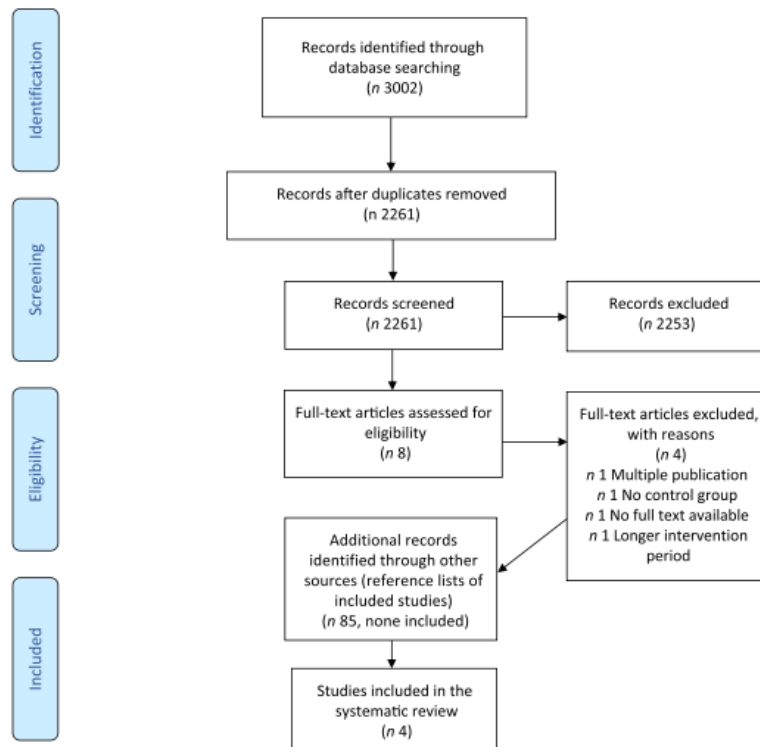 Identification
Records identified through
database searching
(n 3002)
Records after duplicates removed
(n 2261)
Screening
Records screened
(n 2261)
Records excluded
(n 2253)
Eligibility
Full-text articles assessed for
eligibility
(n 8)
Full-text articles excluded,
with reasons
(n 4)
n 1 Multiple publication
n 1 No control group
n 1 No full text available
n 1 Longer intervention
period
Additional records
identified through other
sources (reference lists of
included studies)
(n 85, none included)
Included
Studies included in the
systematic review
(n 4)